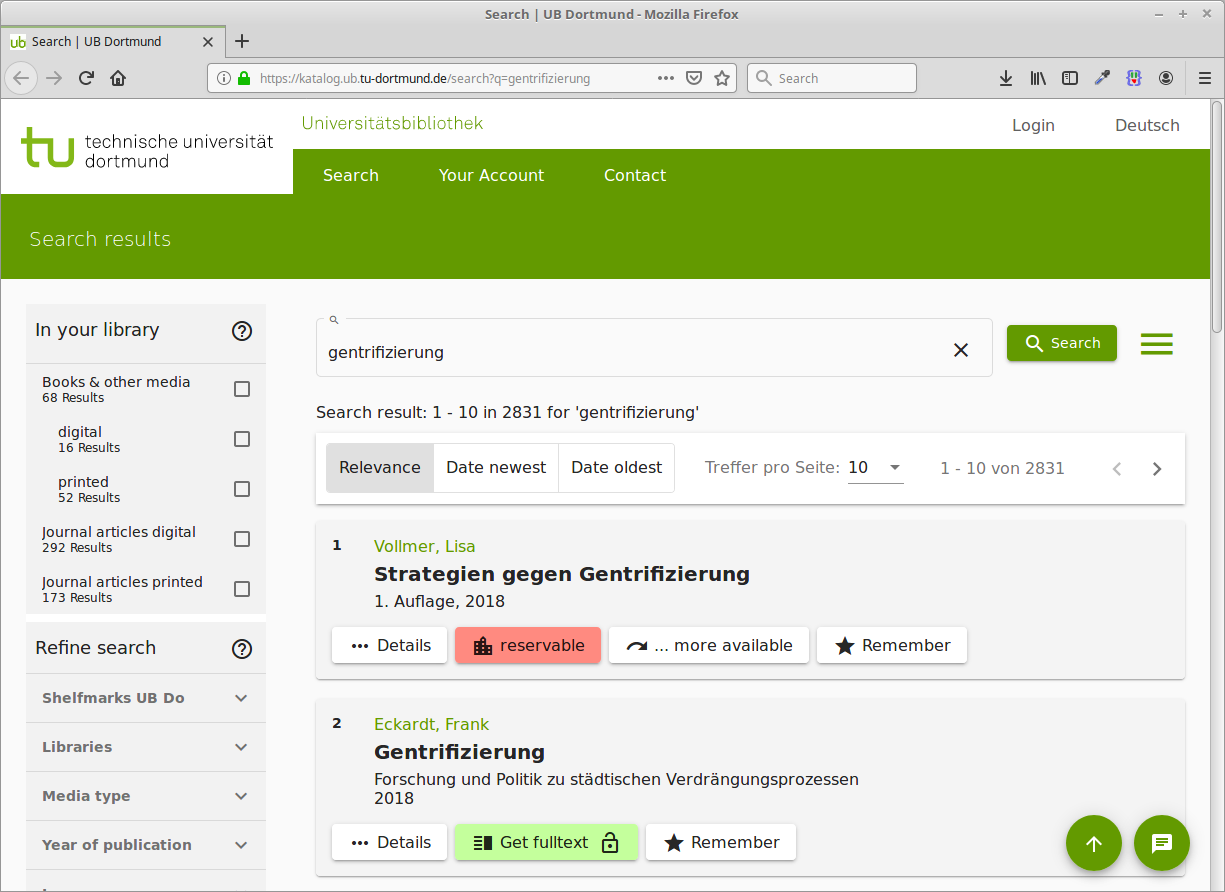 Search | UB Dortmund - Mozilla Firefox
ub Search | UB Dortmund
https://katalog.ub.tu-dortmund.de/search?q=gentrifizierung
Search
tu technische universität
dortmund
Universitätsbibliothek
Login
Deutsch
Search
Your Account
Contact
Search results
In your library
Books & other media
68 Results
digital
16 Results
printed
52 Results
Journal articles digital
292 Results
Journal articles printed
173 Results
Refine search
Shelfmarks UB Do
Libraries
Media type
Year of publication
gentrifizierung
Search
Search result: 1 - 10 in 2831 for 'gentrifizierung'
Relevance
Date newest
Date oldest
Treffer pro Seite: 10
1 - 10 von 2831
1
Vollmer, Lisa
Strategien gegen Gentrifizierung
1. Auflage, 2018
Details
reservable
... more available
Remember
2
Eckardt, Frank
Gentrifizierung
Forschung und Politik zu städtischen Verdrängungsprozessen
2018
Details
Get fulltext
Remember